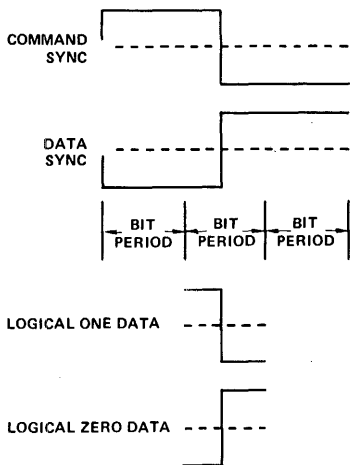 COMMAND
SYNC
DATA
SYNC
BIT
PERIOD
BIT
PERIOD
BIT
PERIOD
LOGICAL ONE DATA
LOGICAL ZERO DATA